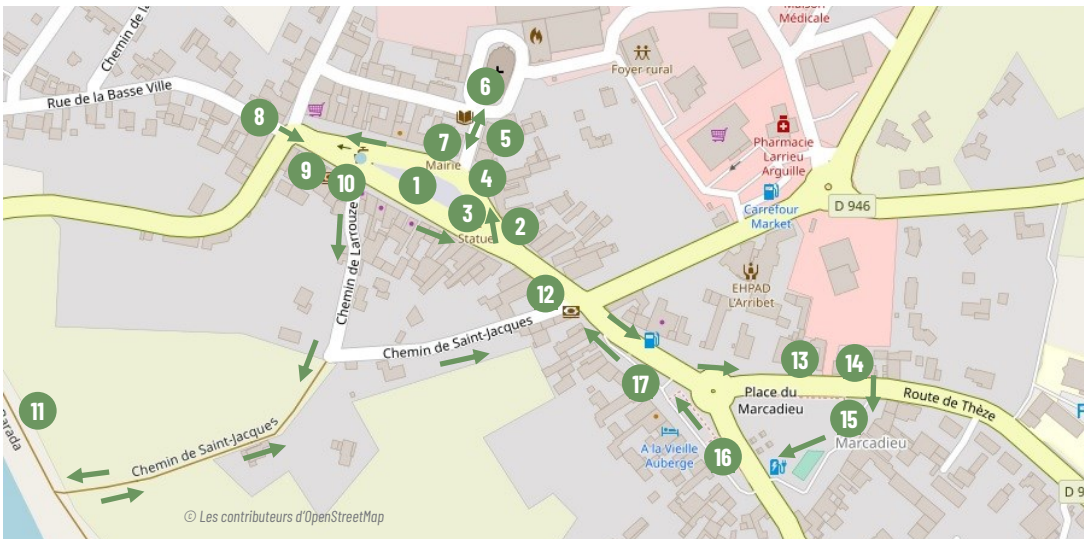 Chemin de la
Maison
Médicale
Foyer rural
Rue de la Basse Ville
6
8
5
7
Mairie
Pharmacie
Larrieu
Arguille
9
10
1
4
Carrefour
Market
D 946
3
2
Statue
Chemin de Larrouze
EHPAD
L'Arribet
12
Chemin de Saint-Jacques
13
14
17
Place du
Marcadieu
Route de Thèze
11
15
Marcadieu
Chemin de Saint-Jacques
A la Vieille
Auberge
16
D 9
© Les contributeurs d'OpenStreetMap